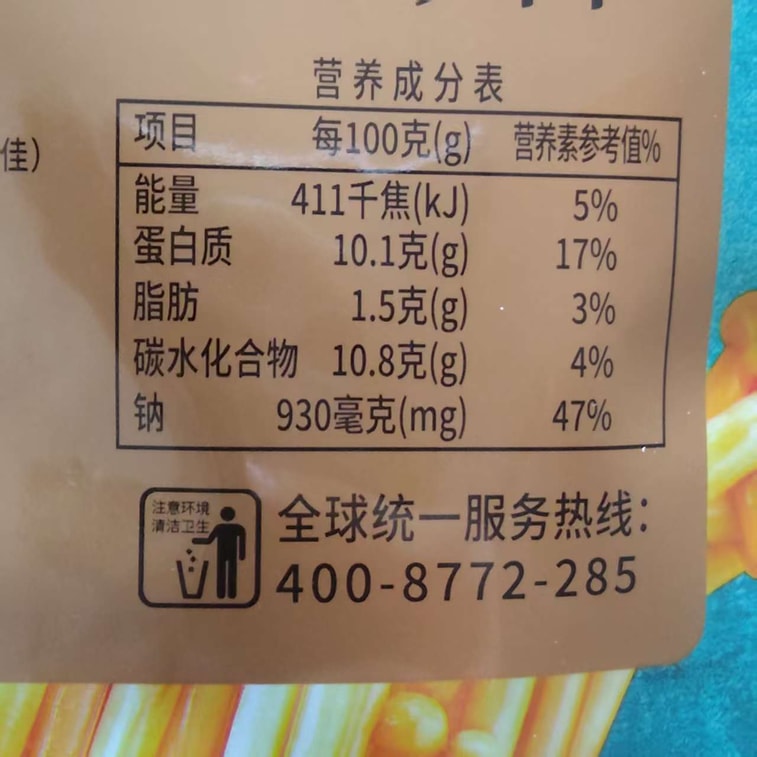 营养成分表
项目 每100克(g) 营养素参考值%
佳)
能量 411千焦(kJ) 5%
蛋白质 10.1克(g) 17%
脂肪 1.5克(g) 3%
碳水化合物 10.8克(g) 4%
钠 930毫克(mg) 47%
注意环境
清洁卫生
全球统一服务热线:
400-8772-285